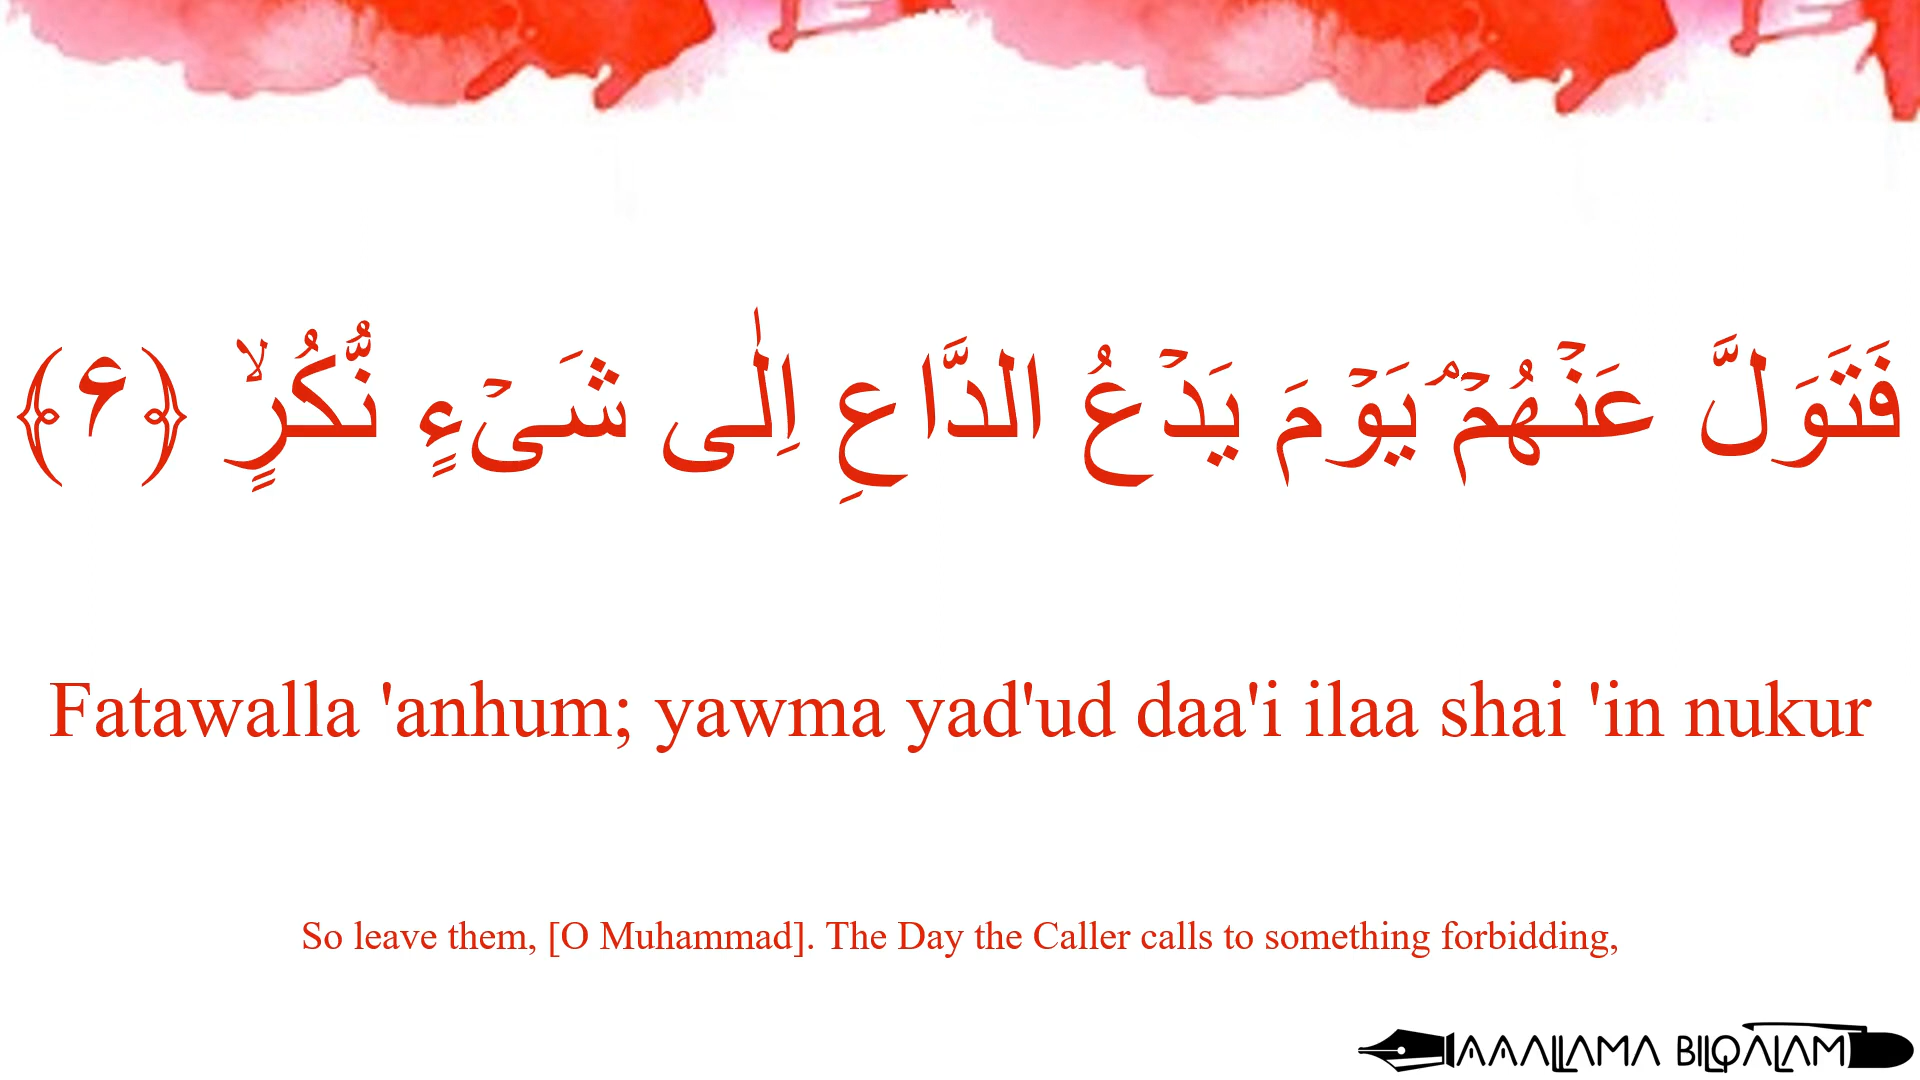 فَتَوَلَّ عَنۡهُمۡ‌ۘ يَوۡمَ يَدۡعُ الدَّاعِ اِلٰى شَىۡءٍ نُّكُرٍۙ ﴿۶﴾
Fatawalla 'anhum; yawma yad'ud daa'i ilaa shai 'in nukur
So leave them, [O Muhammad]. The Day the Caller calls to something forbidding,
AAALLAMA BILQALAM